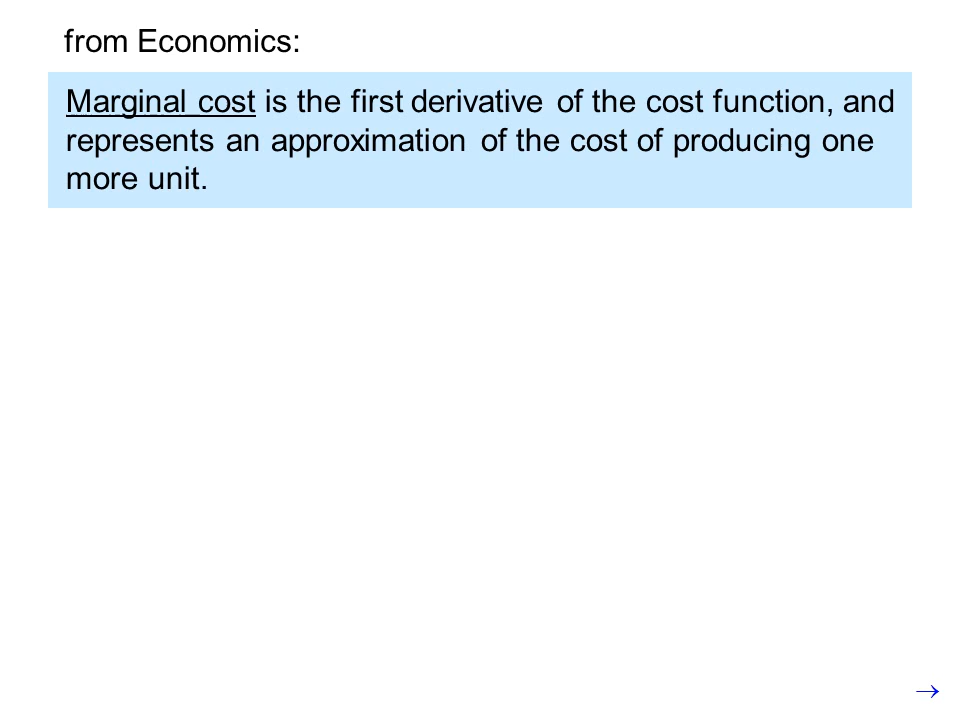 from Economics:
Marginal cost is the first derivative of the cost function, and
represents an approximation of the cost of producing one
more unit.
→